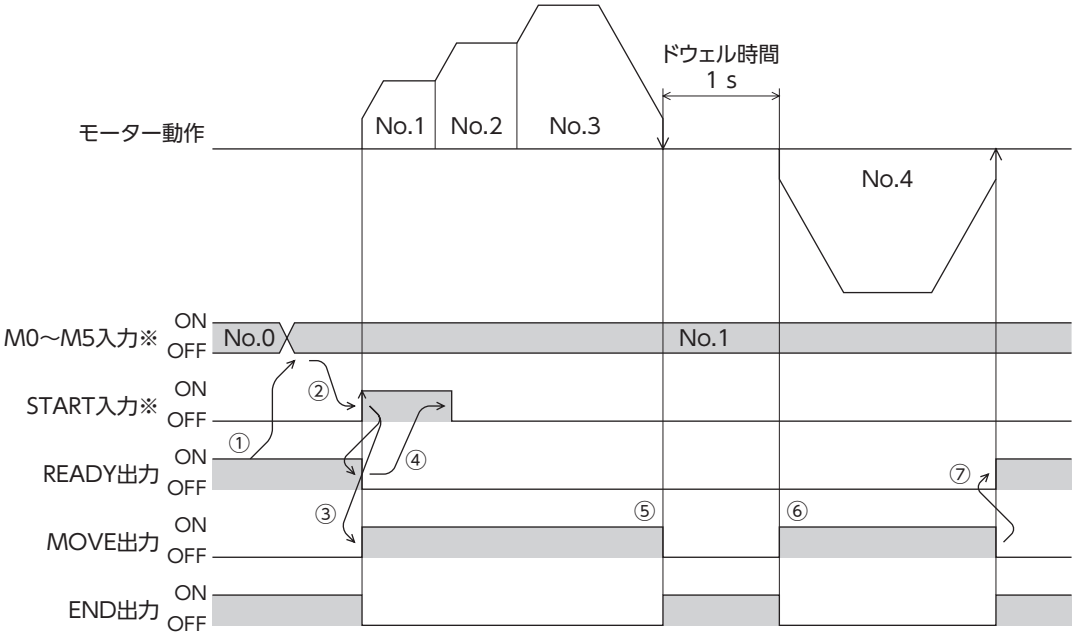 ドウェル時間
1 s
モーター動作
No.1
No.2
No.3
No.4
M0～M5入力※
ON
OFF
No.0
No.1
START入力※
ON
OFF
②
①
④
READY出力
ON
OFF
⑦
③
⑤
⑥
MOVE出力
ON
OFF
END出力
ON
OFF